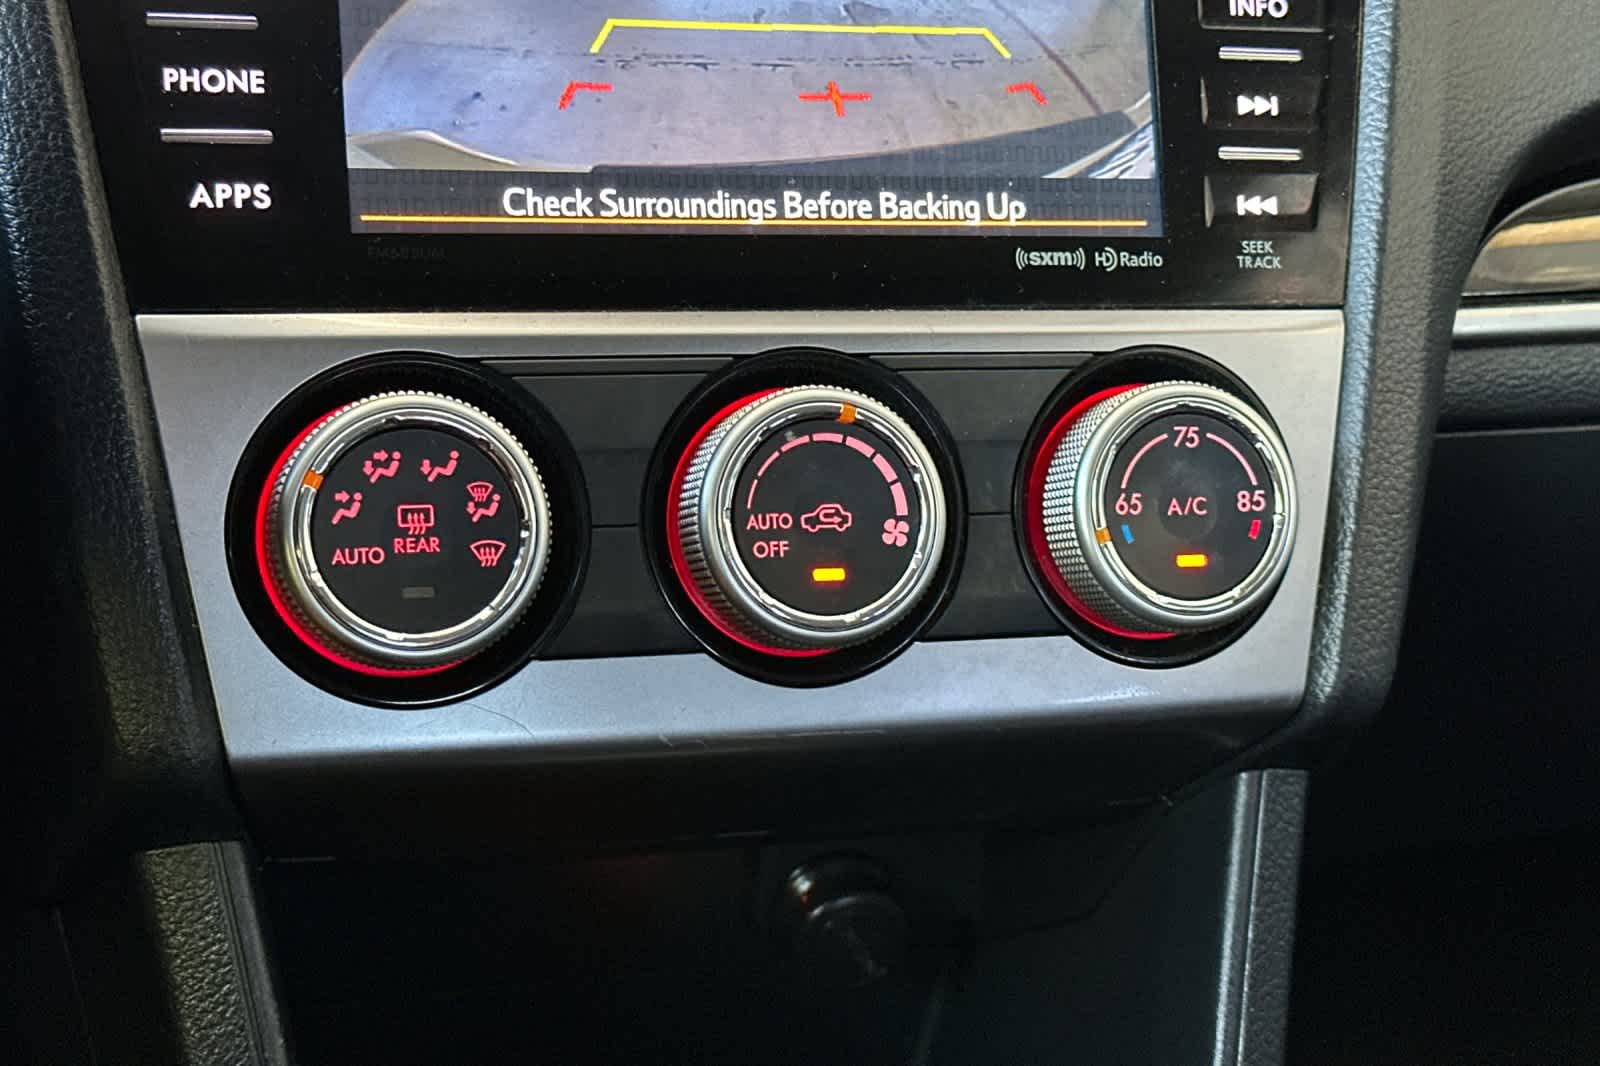 INFO
PHONE
APPS
Check Surroundings Before Backing Up
((sxm)) HD Radio
SEEK
TRACK
AUTO
REAR
AUTO
OFF
75
65
A/C
85